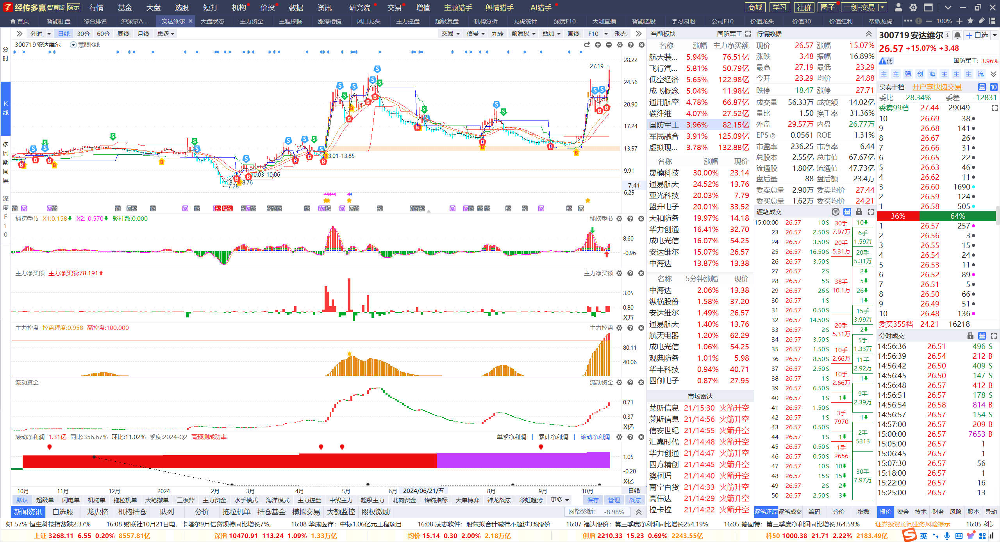 经传多赢 智尊版 演示 行情 基金 大盘 选股 短打 机构 价投 数据 资讯 研究院 交易 增值 主题猎手 舆情猎手 AI猎手 商城 学习 社群 圈子 一创-交易
首页 智能盯盘 综合排名 沪深京A... 安达维尔 大盘状态 主力资金 主题挖掘 涨停棱镜 风口龙头 主力控盘 超级复盘 机构分析 龙虎统计 深度F10 大咖直播 智能选股 学习园地 公司F10 价值龙头 价值30 价值红利 帮派龙虎 100%
分时 日线 30分 60分 周线 月线 更多 交易 信号 九转 前复权 叠加 画线 F10 形态
300719 安达维尔 慧眼K线
分时
K线
多周期同屏
深度F10
28.22
27.19
24.56
20.90
17.24
13.57
9.91
7.41
6.25
3.01-13.85
10.03-10.06
8.76
7.28
捕捞季节 X1:0.158 X2:-0.570 彩柱数:0.000 捕捞季节
8.60
-0.96
主力净买额 主力净买额:78.191 主力净买额
3.05
0.80
X万
主力控盘 控盘程度:0.958 高控盘:100.000 主力控盘
80.11
40.06
流动资金 流动资金
0.71
0.37
X亿
滚动净利润 1.31亿 同比:356.67% 环比:11.02% 季度:2024-Q2 高预测成功率 单季净利润 累计净利润 滚动净利润
1.05
-0.20
X亿
10月 11月 12月 2024 2月 3月 4月 5月 6月 2024/06/21/五 8月 9月 10月 日线
默认 超级单 闪电单 机构单 拖拉机单 大笔撤单 三板斧 主力资金 水手模式 海洋模式 主力控盘 中线主力 超级主力 北向资金 传统指标 大单博弈 神龙战法 彩虹趋势 更多 保存 管理 战法
新闻资讯 自选股 龙虎榜 机构持仓 队列 分价 拖拉机单 持仓基金 模拟交易 大额监控 股权激励 网格诊断: -8.98%
当前板块 国防军工
名称 涨幅 主力净买额
航天装... 5.94% 76.51亿
飞行汽... 5.81% 50.79亿
低空经济 5.65% 122.98亿
成飞概念 5.04% 11.98亿
通用航空 4.78% 66.87亿
碳纤维 4.07% 27.52亿
国防军工 3.96% 82.15亿
军民融合 3.91% 125.09亿
虚拟现... 3.78% 132.88亿
名称 涨幅 现价
晟楠科技 30.00% 23.14
通易航天 24.52% 13.76
亚光科技 20.03% 7.79
盟升电子 20.01% 33.52
天和防务 19.97% 14.18
华力创通 16.41% 32.70
成电光信 16.07% 54.25
安达维尔 15.07% 26.57
中海达 13.87% 13.38
名称 5分钟涨幅 现价
中海达 2.06% 13.38
纵横股份 1.58% 37.20
安达维尔 1.49% 26.57
通易航天 1.40% 13.76
航天电器 1.20% 62.29
成电光信 1.06% 54.25
观典防务 1.01% 5.98
华丰科技 0.94% 40.71
四创电子 0.87% 27.95
市场雷达
莱斯信息 21/15:30 火箭升空
莱斯信息 21/14:56 火箭升空
信安世纪 21/14:55 火箭升空
汇嘉时代 21/14:48 火箭升空
华力创通 21/14:47 火箭升空
四方精创 21/14:45 火箭升空
澳柯玛 21/14:40 火箭升空
南宁百货 21/14:33 火箭升空
高伟达 21/14:29 火箭升空
拉卡拉 21/14:22 火箭升空
行情数据
现价 26.57 涨幅 15.07%
涨跌 3.48 振幅 16.89%
最高 27.19 最低 23.29
今开 23.29 均价 24.88
跌停 18.47 涨停 27.71
成交量 56.33万 成交额 14.02亿
量比 1.50 换手率 31.36%
外盘 29.57万 内盘 26.77万
EPS② 0.0561 ROE 1.31%
市盈率 236.25 市净率 6.44
总股本 2.55亿 总市值 67.67亿
流通股 1.80亿 流通值 47.73亿
盘后量 88 盘后额 23.4万
委卖总量 2.90万 委卖均价 27.44
委买总量 1.62万 委买均价 24.21
逐笔成交 单 量
15:00:00 26.57 10 S
23 26.57 2.50 S
24 26.57 3.50 S
25 26.57 16.50 S
26 26.57 3.50 S
27 26.57 2 S
28 26.57 5 S
29 26.57 26 S
30 26.57 1 S
31 26.57 0.50 S
32 26.57 14.50 S
33 26.57 2 S
34 26.57 3.50 S
35 26.57 1.50 S
36 26.57 8.50 S
37 26.57 2.50 S
38 26.57 1 S
39 26.57 6.50 S
40 26.57 1 S
41 26.57 1.50 S
42 26.57 1 S
43 26.57 0.50 S
44 26.57 1 S
45 26.57 0.50 S
46 26.57 0.50 S
47 26.57 10 S
48 26.57 15 S
49 26.57 2 S
50 26.57 2.50 S
30手
7.97万
20手
5.31万
38手
10.1万
20手
5.31万
10手
2.66万
10手
2.66万
1
3手
7970
1
1手
2656
10
15
2
3
10
6手
1.59万
20手
5.31万
2
5
26
1
15手
3.99万
2
5手
1.33万
11手
2.92万
1
9手
2.39万
1
2手
5313
30手
7.97万
逐笔还原 逐笔成交 筹码 分价 指数
300719 安达维尔 自选
26.57 +15.07% +3.48
低 国防军工: 3.96%
主 主 强 创 海 主 主 主 流
买卖十档 开户享快捷交易 量 10
委比 -28.34% 委差 -12831
委卖99档 27.44 29049
10 26.69 38
9 26.68 141
8 26.67 26
7 26.66 31
6 26.65 22
5 26.63 46
4 26.62 11
3 26.60 1690
2 26.59 124
1 26.58 505
36% 64%
1 26.57 257
2 26.56 3
3 26.55 15
4 26.54 24
5 26.53 11
6 26.52 89
7 26.51 5
8 26.50 66
9 26.49 51
10 26.48 136
委买355档 24.21 16218
分时成交 量
14:56:36 26.51 496 S
14:56:39 26.54 212 B
14:56:42 26.50 409 S
14:56:45 26.50 147 S
14:56:48 26.57 412 B
14:56:51 26.57 178 S
14:56:54 26.58 814 B
14:56:57 26.57 154 S
14:57:00 26.57 209 B
15:00:00 26.57 7653 B
15:05:00 26.57 1
15:06:45 26.57 1
15:07:30 26.57 56
15:18:00 26.57 1
15:22:00 26.57 16
15:25:00 26.57 13
报价 资金 技术 财务 风险 股本 异动
跌1.57% 恒生科技指数跌2.37% 16:08 财联社10月21日电，卡塔尔9月信贷规模同比增长7%。 16:08 华康医疗：中标1.06亿元工程项目 16:08 凌志软件：股东拟合计减持不超过3%股份 16:07 福达股份：第三季度净利润同比增长254.19% 16:05 德固特：第三季度净利润同比增长364.59% 证券投资顾问业务风险提示 16:05 科达
上证 3268.11 6.55 0.20% 8557.81亿 深指 10470.91 113.24 1.09% 1.33万亿 均价 15.14 0.30 2.00% 2.18万亿 创指 2210.33 15.23 0.69% 2243.55亿 科50 1000.38 21.71 2.22% 2183.49亿 英